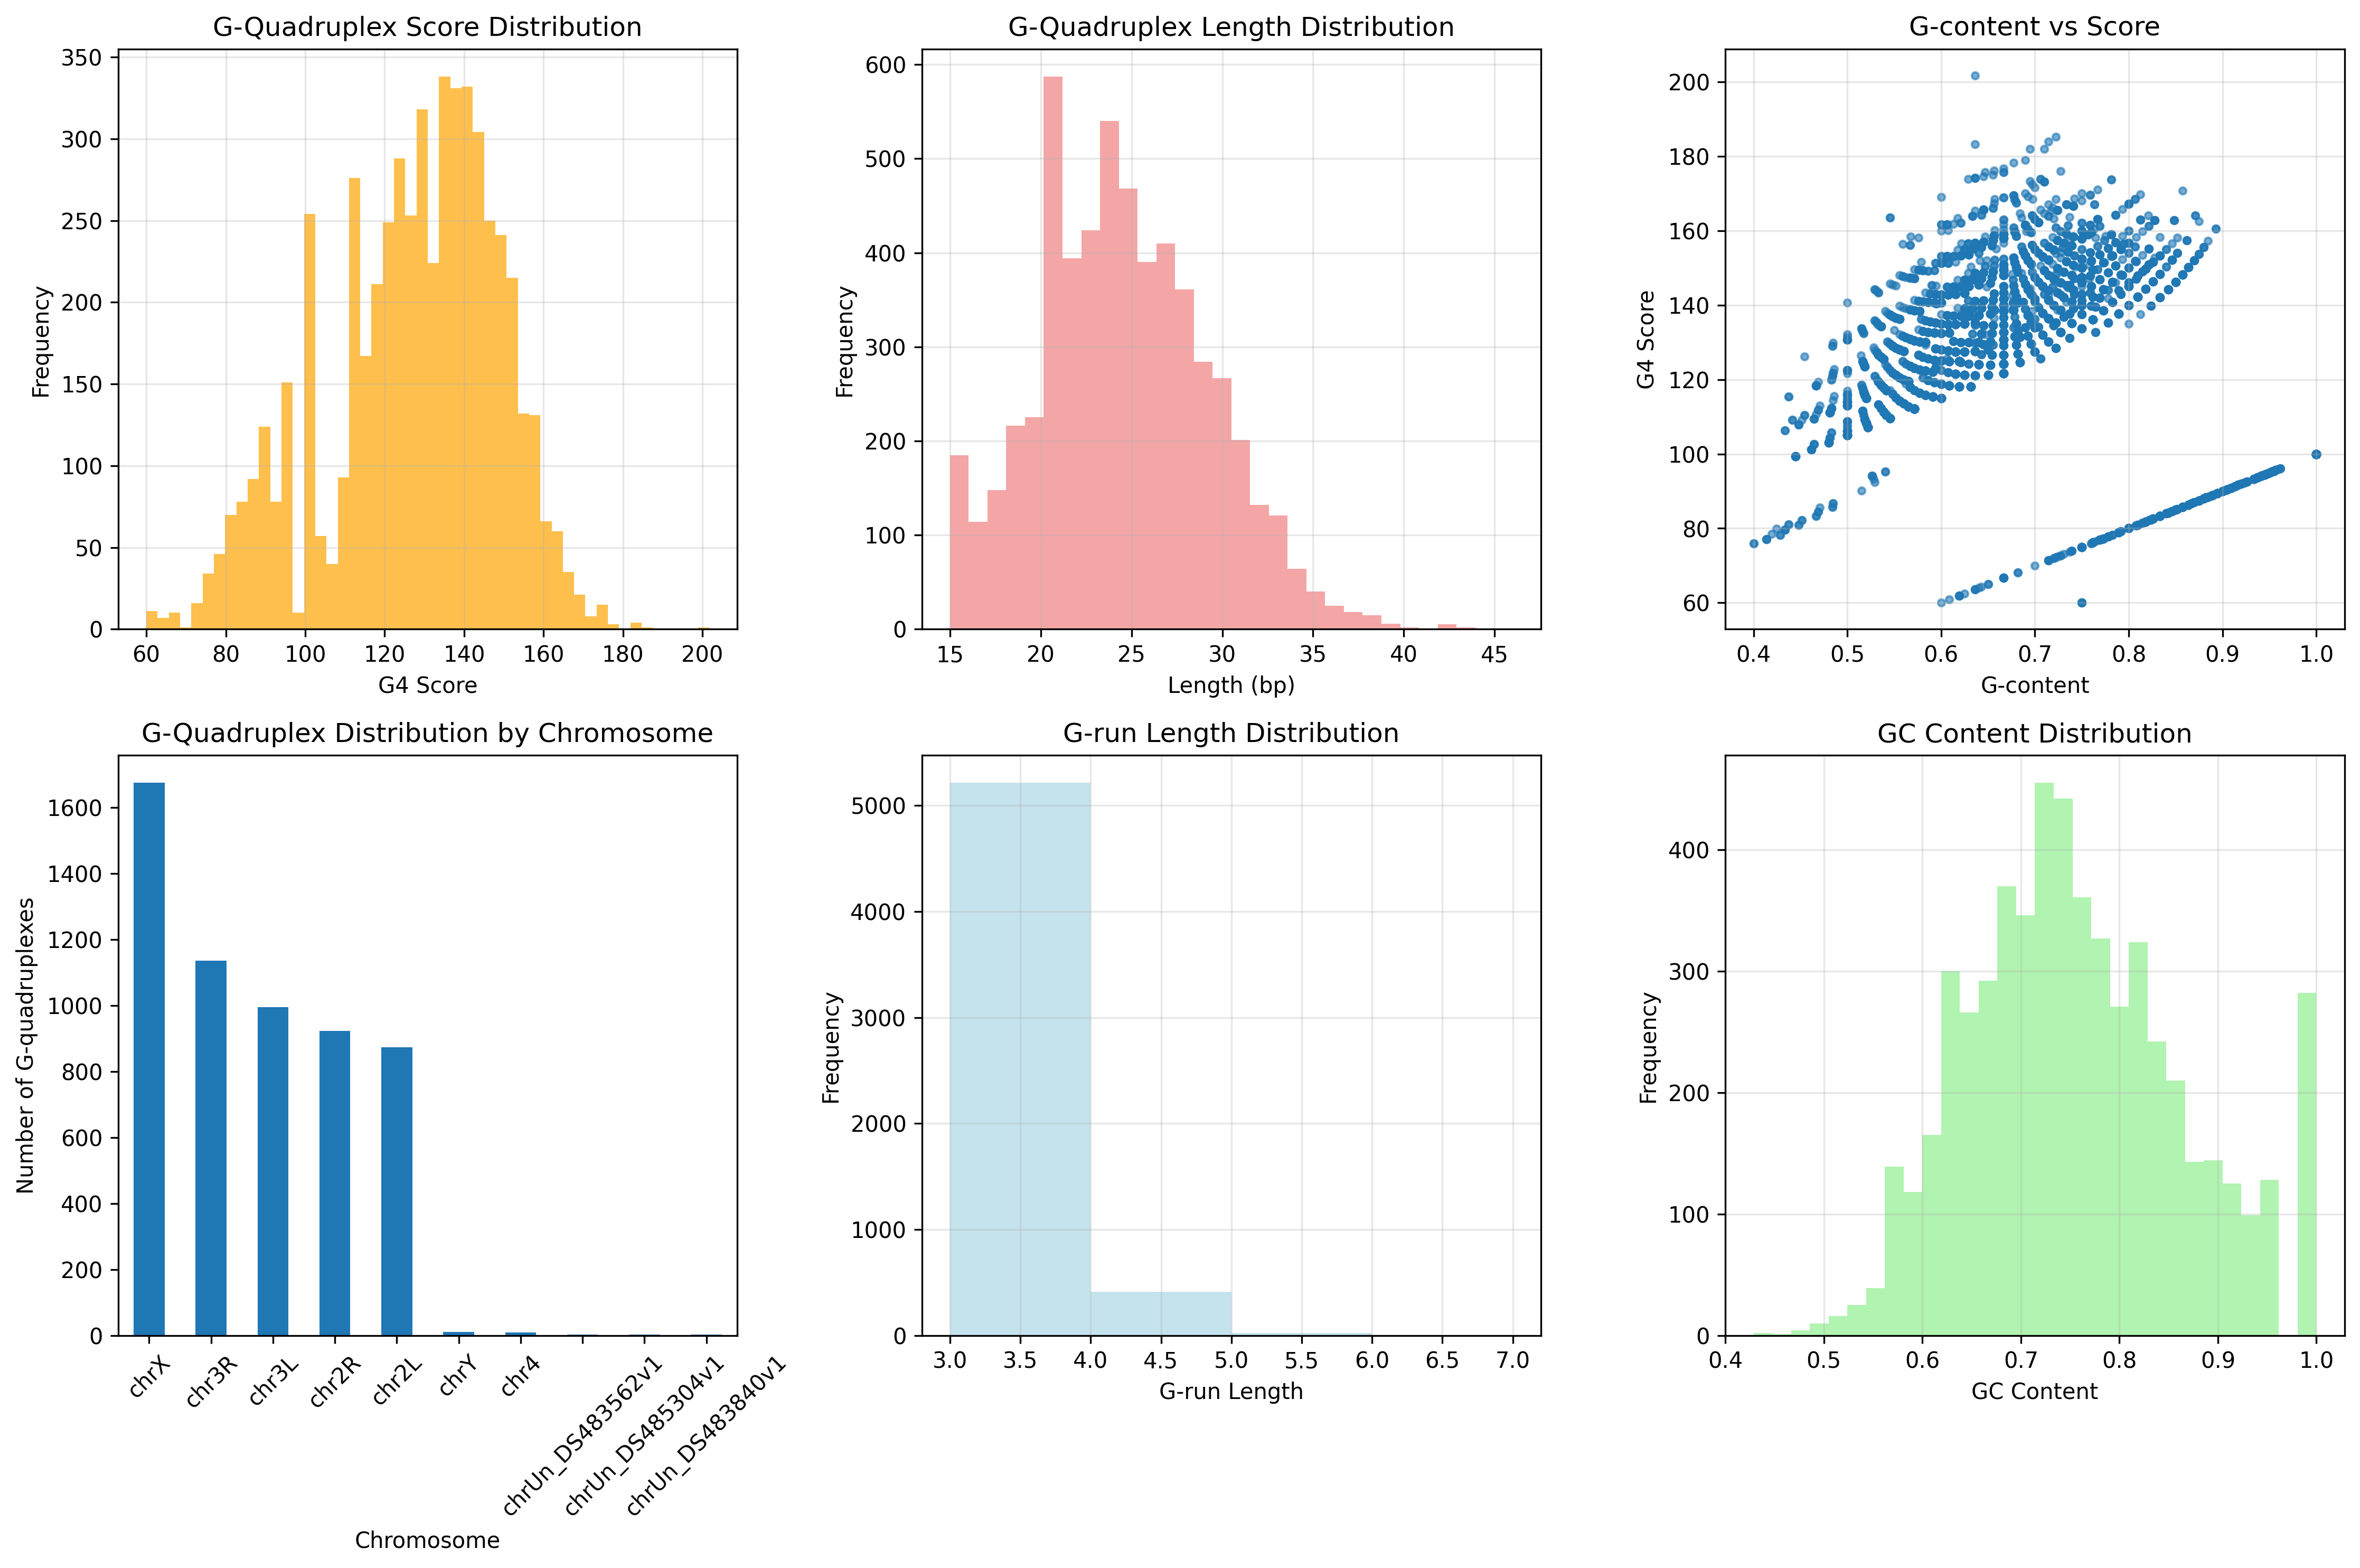 G-Quadruplex Score Distribution
350
300
250
200
150
100
50
0
Frequency
60 80 100 120 140 160 180 200
G4 Score
G-Quadruplex Length Distribution
600
500
400
300
200
100
0
Frequency
15 20 25 30 35 40 45
Length (bp)
G-content vs Score
200
180
160
140
120
100
80
60
G4 Score
0.4 0.5 0.6 0.7 0.8 0.9 1.0
G-content
G-Quadruplex Distribution by Chromosome
1600
1400
1200
1000
800
600
400
200
0
Number of G-quadruplexes
chrX chr3R chr3L chr2R chr2L chrY chr4 chrUn_DS483562v1 chrUn_DS485304v1 chrUn_DS483840v1
Chromosome
G-run Length Distribution
5000
4000
3000
2000
1000
0
Frequency
3.0 3.5 4.0 4.5 5.0 5.5 6.0 6.5 7.0
G-run Length
GC Content Distribution
400
300
200
100
0
Frequency
0.4 0.5 0.6 0.7 0.8 0.9 1.0
GC Content